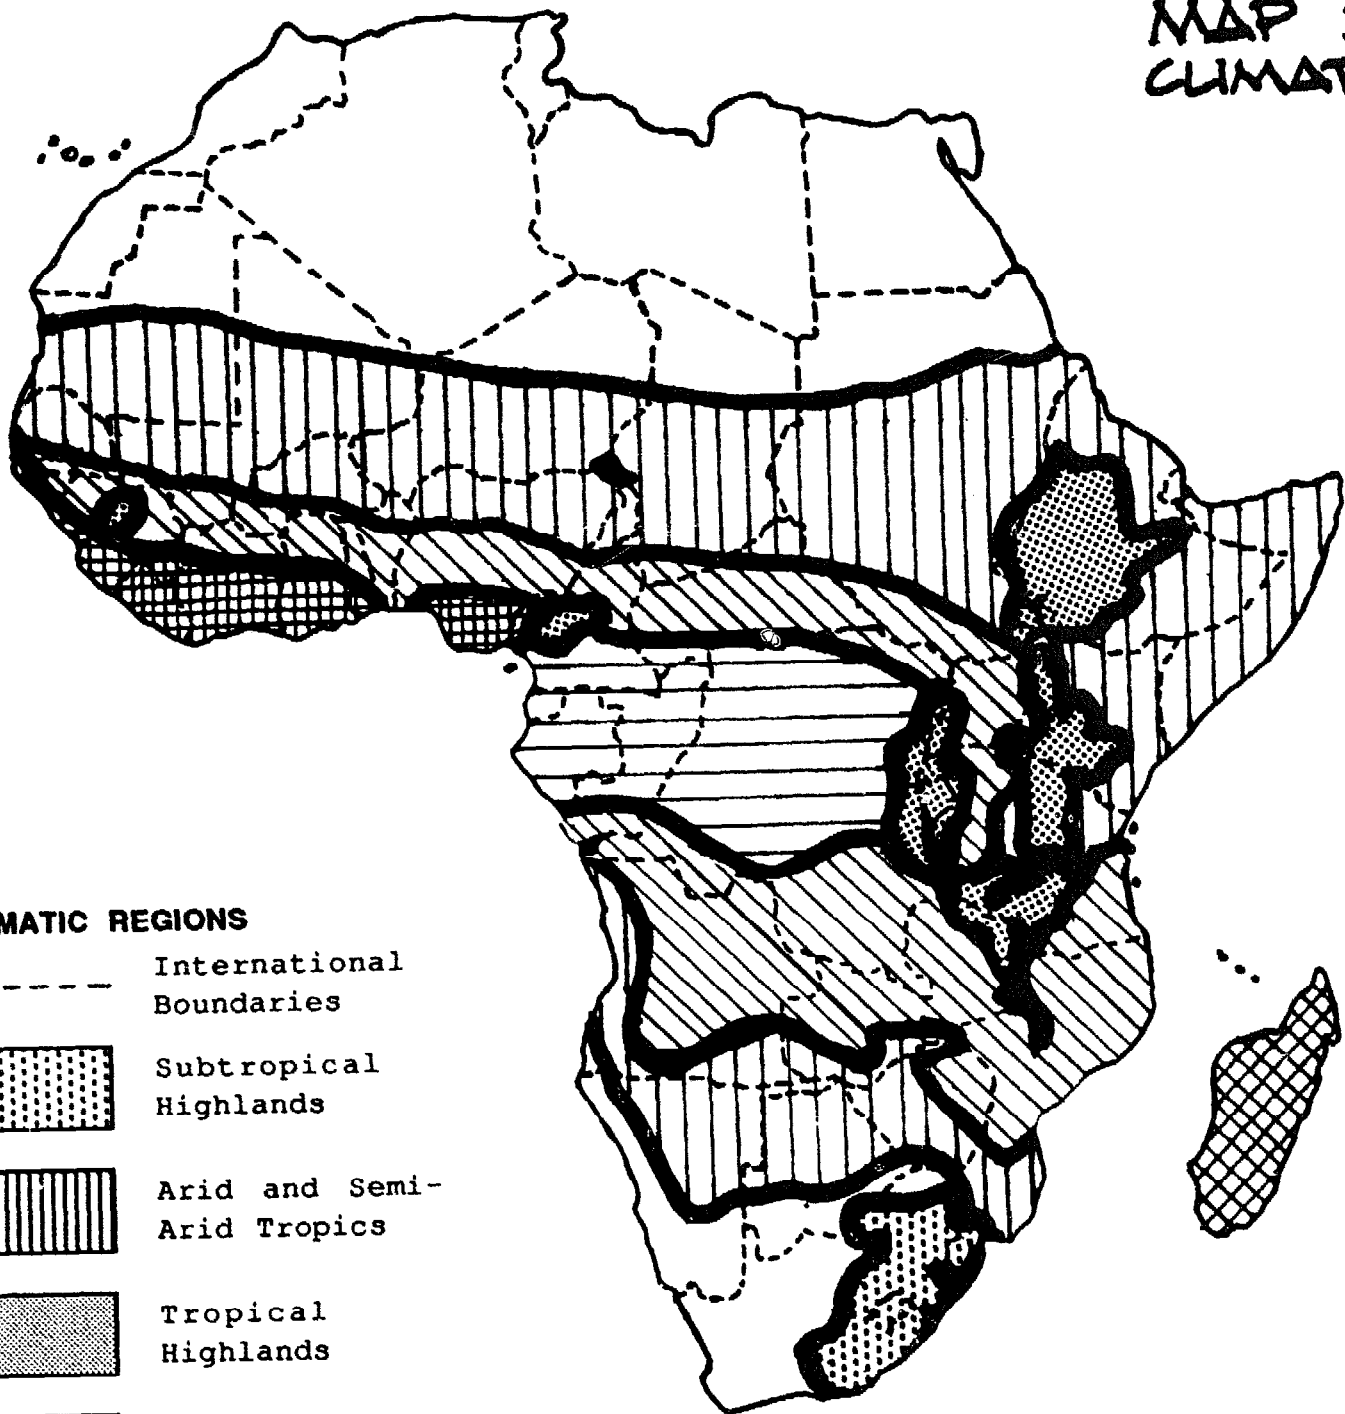 MAP
CLIMAT
MATIC REGIONS
International
Boundaries
Subtropical
Highlands
Arid and Semi-
Arid Tropics
Tropical
Highlands